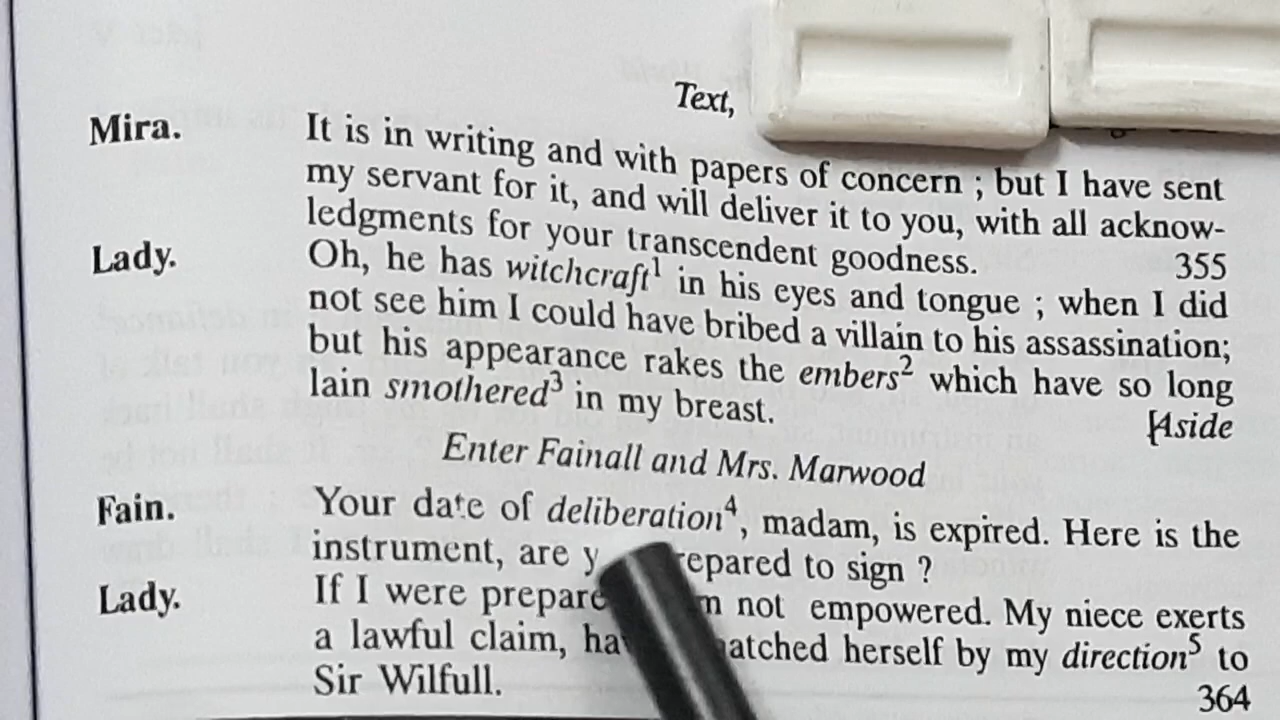 Text,
Mira. It is in writing and with papers of concern ; but I have sent
my servant for it, and will deliver it to you, with all acknow-
ledgments for your transcendent goodness. 355
Lady. Oh, he has witchcraft1 in his eyes and tongue ; when I did
not see him I could have bribed a villain to his assassination;
but his appearance rakes the embers2 which have so long
lain smothered3 in my breast. [Aside
Enter Fainall and Mrs. Marwood
Fain. Your date of deliberation4, madam, is expired. Here is the
instrument, are to sign ?
Lady. If I were not empowered. My niece exerts
a lawful claim, herself by my direction5 to
Sir Wilfull. 364